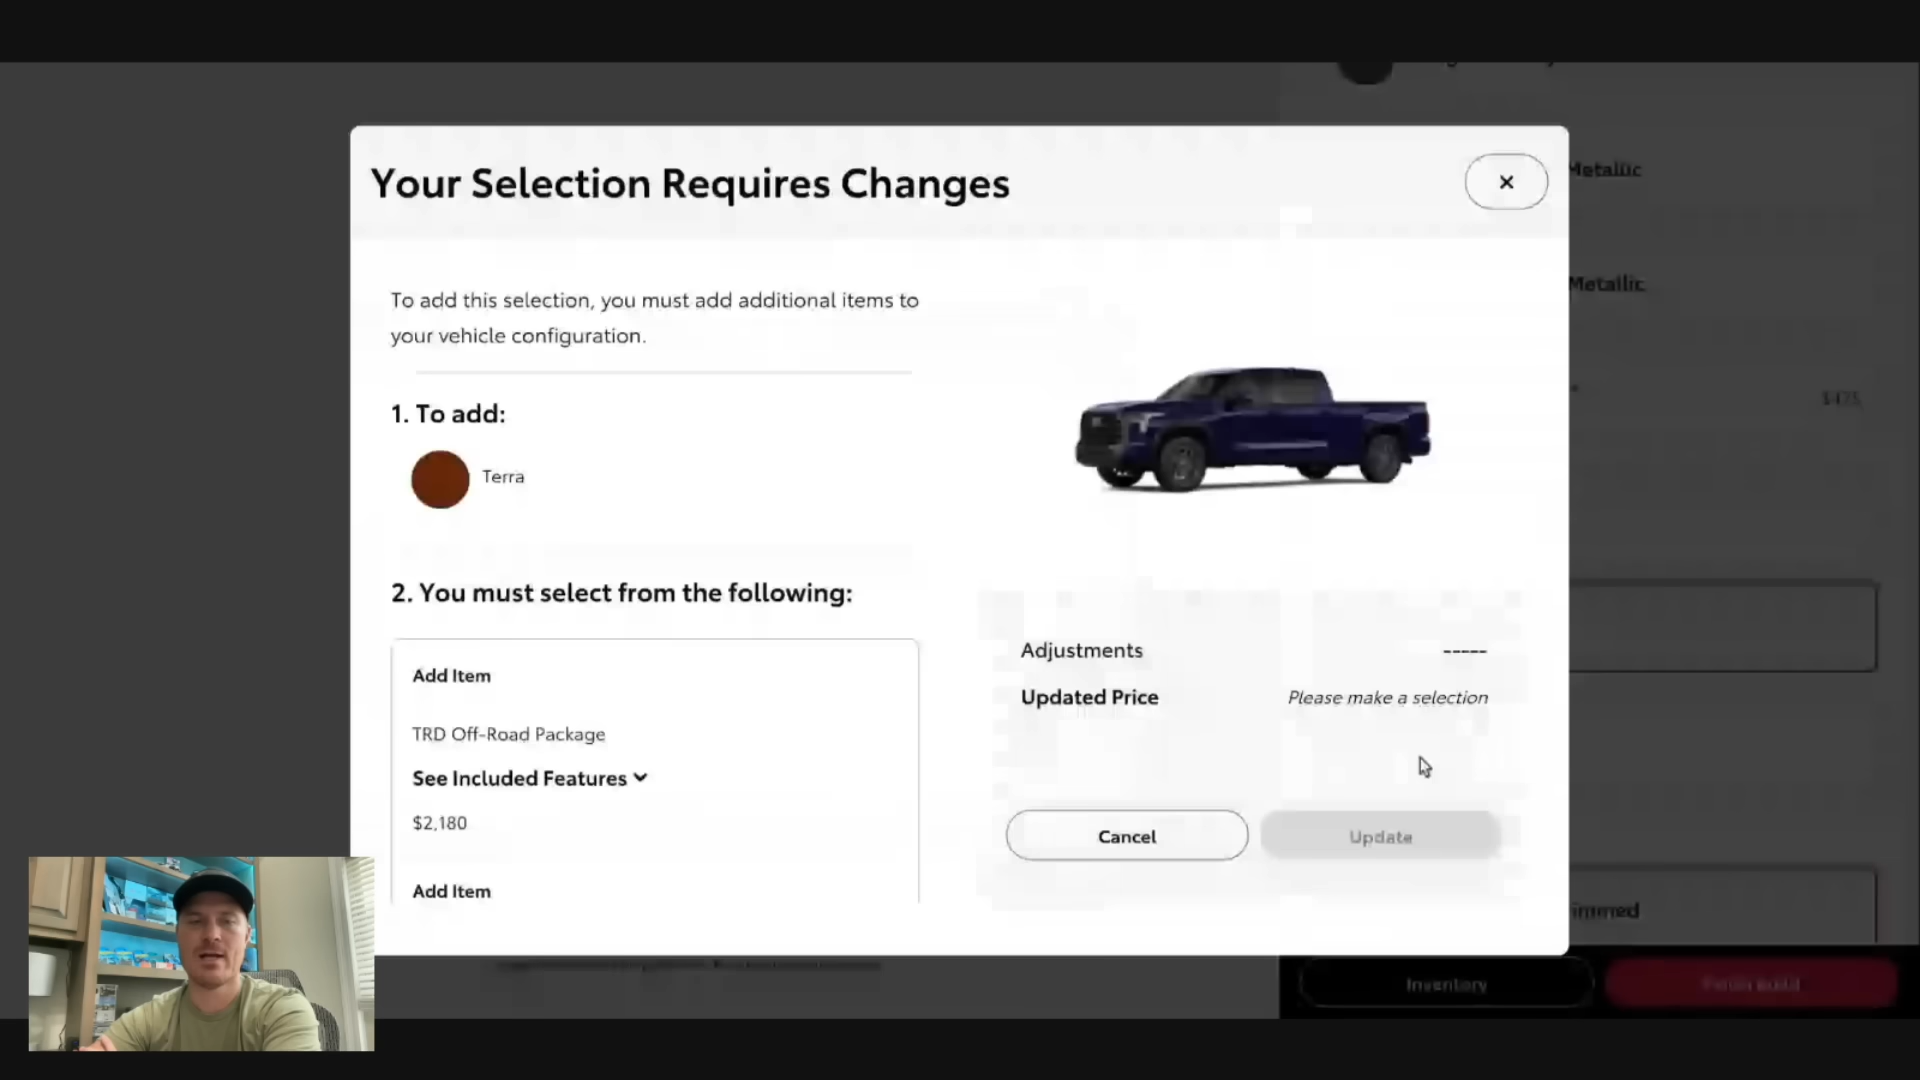 Your Selection Requires Changes
Metallic
Metallic
To add this selection, you must add additional items to
your vehicle configuration.
$425
1. To add:
Terra
2. You must select from the following:
Add Item
Adjustments
-----
Updated Price
Please make a selection
TRD Off-Road Package
See Included Features
$2,180
Cancel
Update
Add Item
immed
Inventory